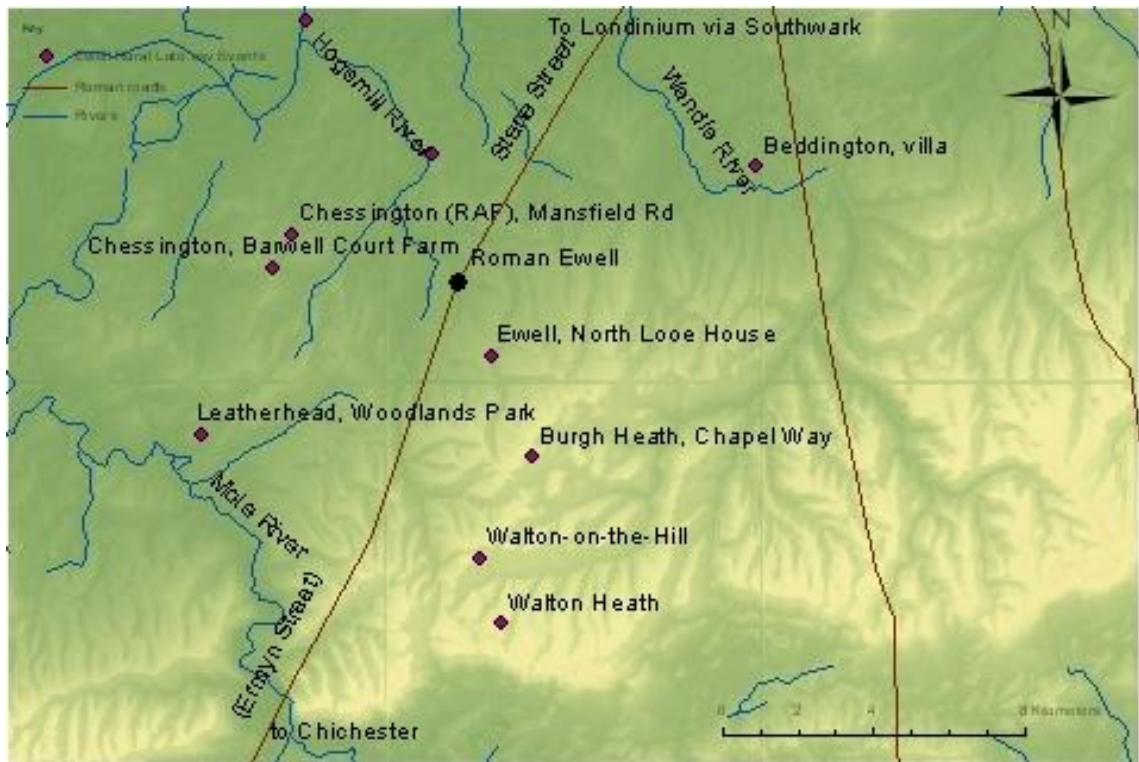 Key
Roman roads
Rivers
To Londinium via Southwark
N
Hogsmill River
Stane Street
Wandle River
Beddington, villa
Chessington (RAF), Mansfield Rd
Chessington, Barwell Court Farm
Roman Ewell
Ewell, North Looe House
Leatherhead, Woodlands Park
Burgh Heath, Chapel Way
Mole River
Walton-on-the-Hill
Walton Heath
(Ermyn Street)
to Chichester
0 2 4 8 Kilometers